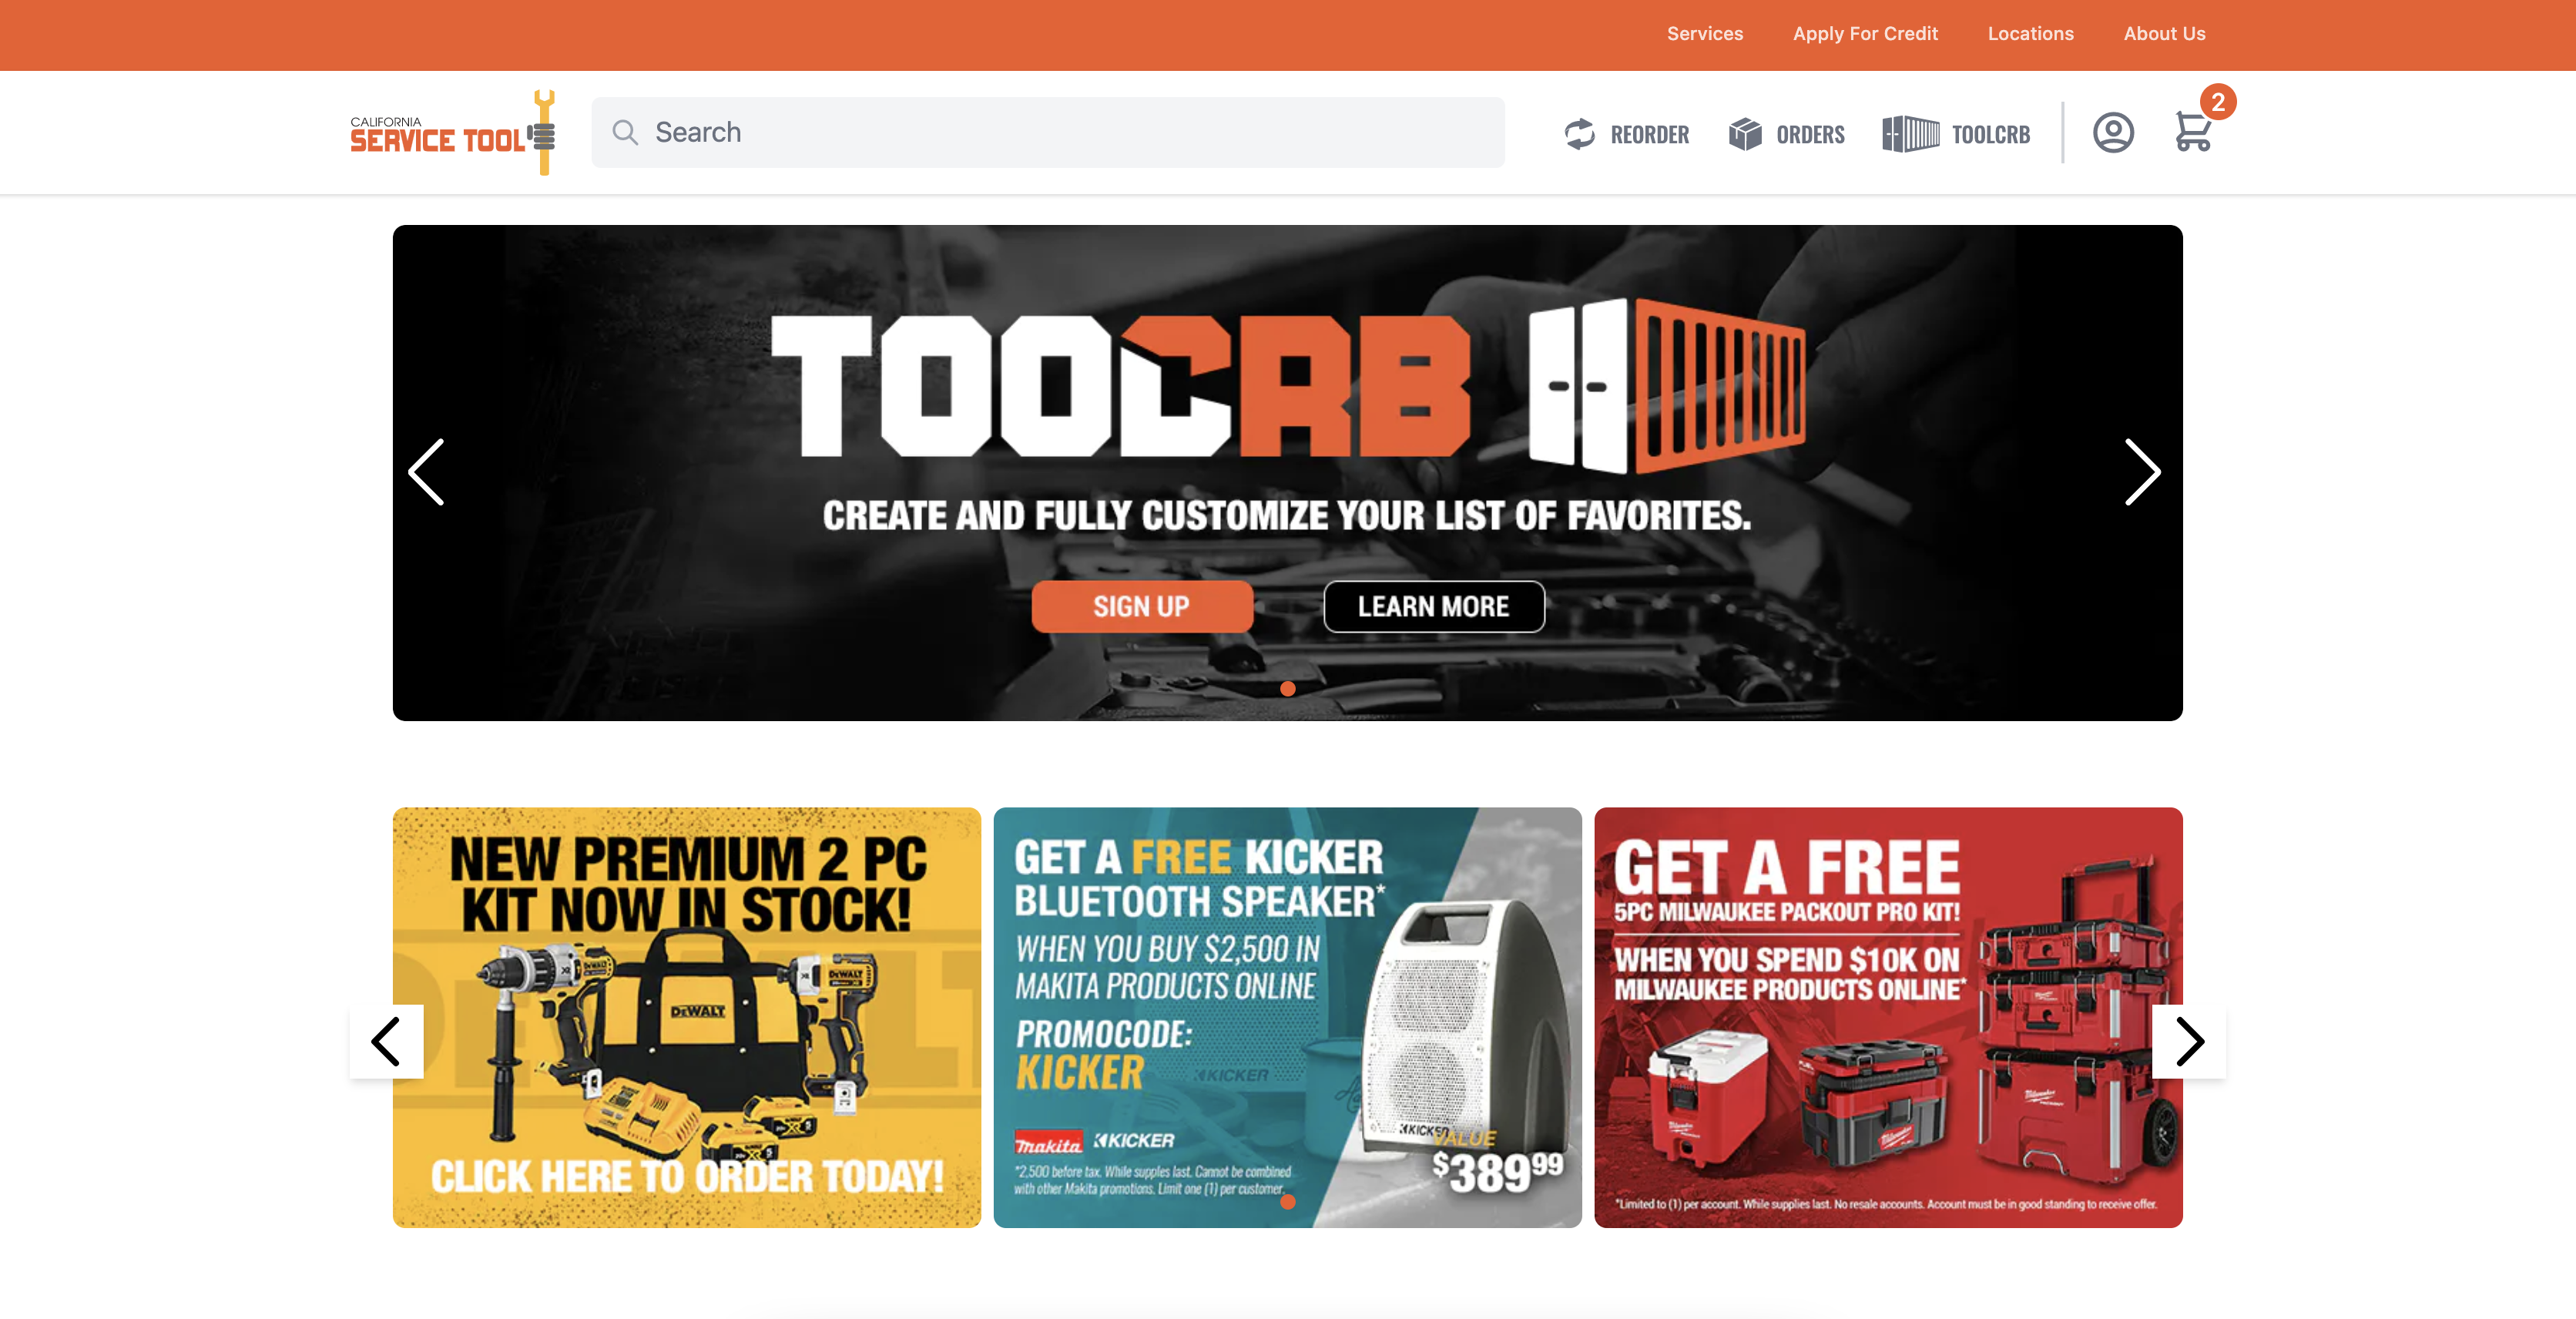 Services Apply For Credit Locations About Us
CALIFORNIA
SERVICE TOOL
Search
REORDER ORDERS TOOLCRB
2
TOOLCRB
CREATE AND FULLY CUSTOMIZE YOUR LIST OF FAVORITES.
SIGN UP LEARN MORE
NEW PREMIUM 2 PC
KIT NOW IN STOCK!
DEWALT
DEWALT
DEWALT
XR
CLICK HERE TO ORDER TODAY!
GET A FREE KICKER
BLUETOOTH SPEAKER*
WHEN YOU BUY $2,500 IN
MAKITA PRODUCTS ONLINE
PROMOCODE:
KICKER
KICKER
makita KICKER
KICKER
VALUE
$389.99
*2,500 before tax. While supplies last. Cannot be combined
with other Makita promotions. Limit one (1) per customer.
GET A FREE
5PC MILWAUKEE PACKOUT PRO KIT!
WHEN YOU SPEND $10K ON
MILWAUKEE PRODUCTS ONLINE*
Milwaukee
Milwaukee
*Limited to (1) per account. While supplies last. No resale accounts. Account must be in good standing to receive offer.